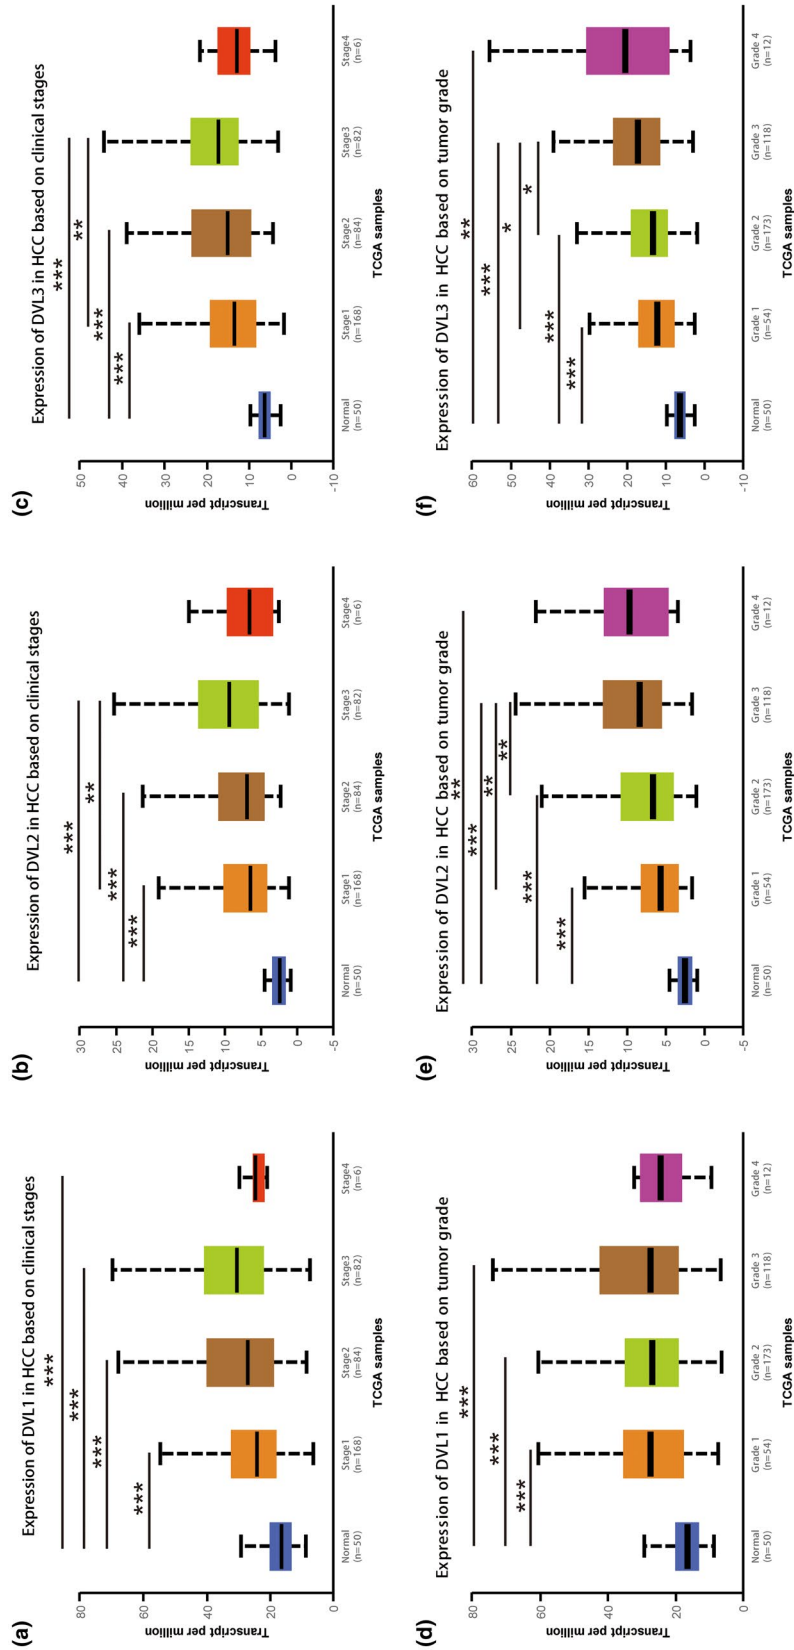 (a)
Expression of DVL1 in HCC based on clinical stages
***
***
***
***
Transcript per million
80
60
40
20
0
Normal
(n=50)
Stage1
(n=168)
Stage2
(n=84)
Stage3
(n=82)
Stage4
(n=6)
TCGA samples
(b)
Expression of DVL2 in HCC based on clinical stages
***
**
***
***
Transcript per million
30
25
20
15
10
5
0
-5
Normal
(n=50)
Stage1
(n=168)
Stage2
(n=84)
Stage3
(n=82)
Stage4
(n=6)
TCGA samples
(c)
Expression of DVL3 in HCC based on clinical stages
***
**
***
***
Transcript per million
50
40
30
20
10
0
-10
Normal
(n=50)
Stage1
(n=168)
Stage2
(n=84)
Stage3
(n=82)
Stage4
(n=6)
TCGA samples
(d)
Expression of DVL1 in HCC based on tumor grade
***
***
***
Transcript per million
80
60
40
20
0
Normal
(n=50)
Grade 1
(n=54)
Grade 2
(n=173)
Grade 3
(n=118)
Grade 4
(n=12)
TCGA samples
(e)
Expression of DVL2 in HCC based on tumor grade
**
***
**
**
***
***
Transcript per million
30
25
20
15
10
5
0
-5
Normal
(n=50)
Grade 1
(n=54)
Grade 2
(n=173)
Grade 3
(n=118)
Grade 4
(n=12)
TCGA samples
(f)
Expression of DVL3 in HCC based on tumor grade
**
***
*
*
***
***
Transcript per million
60
50
40
30
20
10
0
-10
Normal
(n=50)
Grade 1
(n=54)
Grade 2
(n=173)
Grade 3
(n=118)
Grade 4
(n=12)
TCGA samples